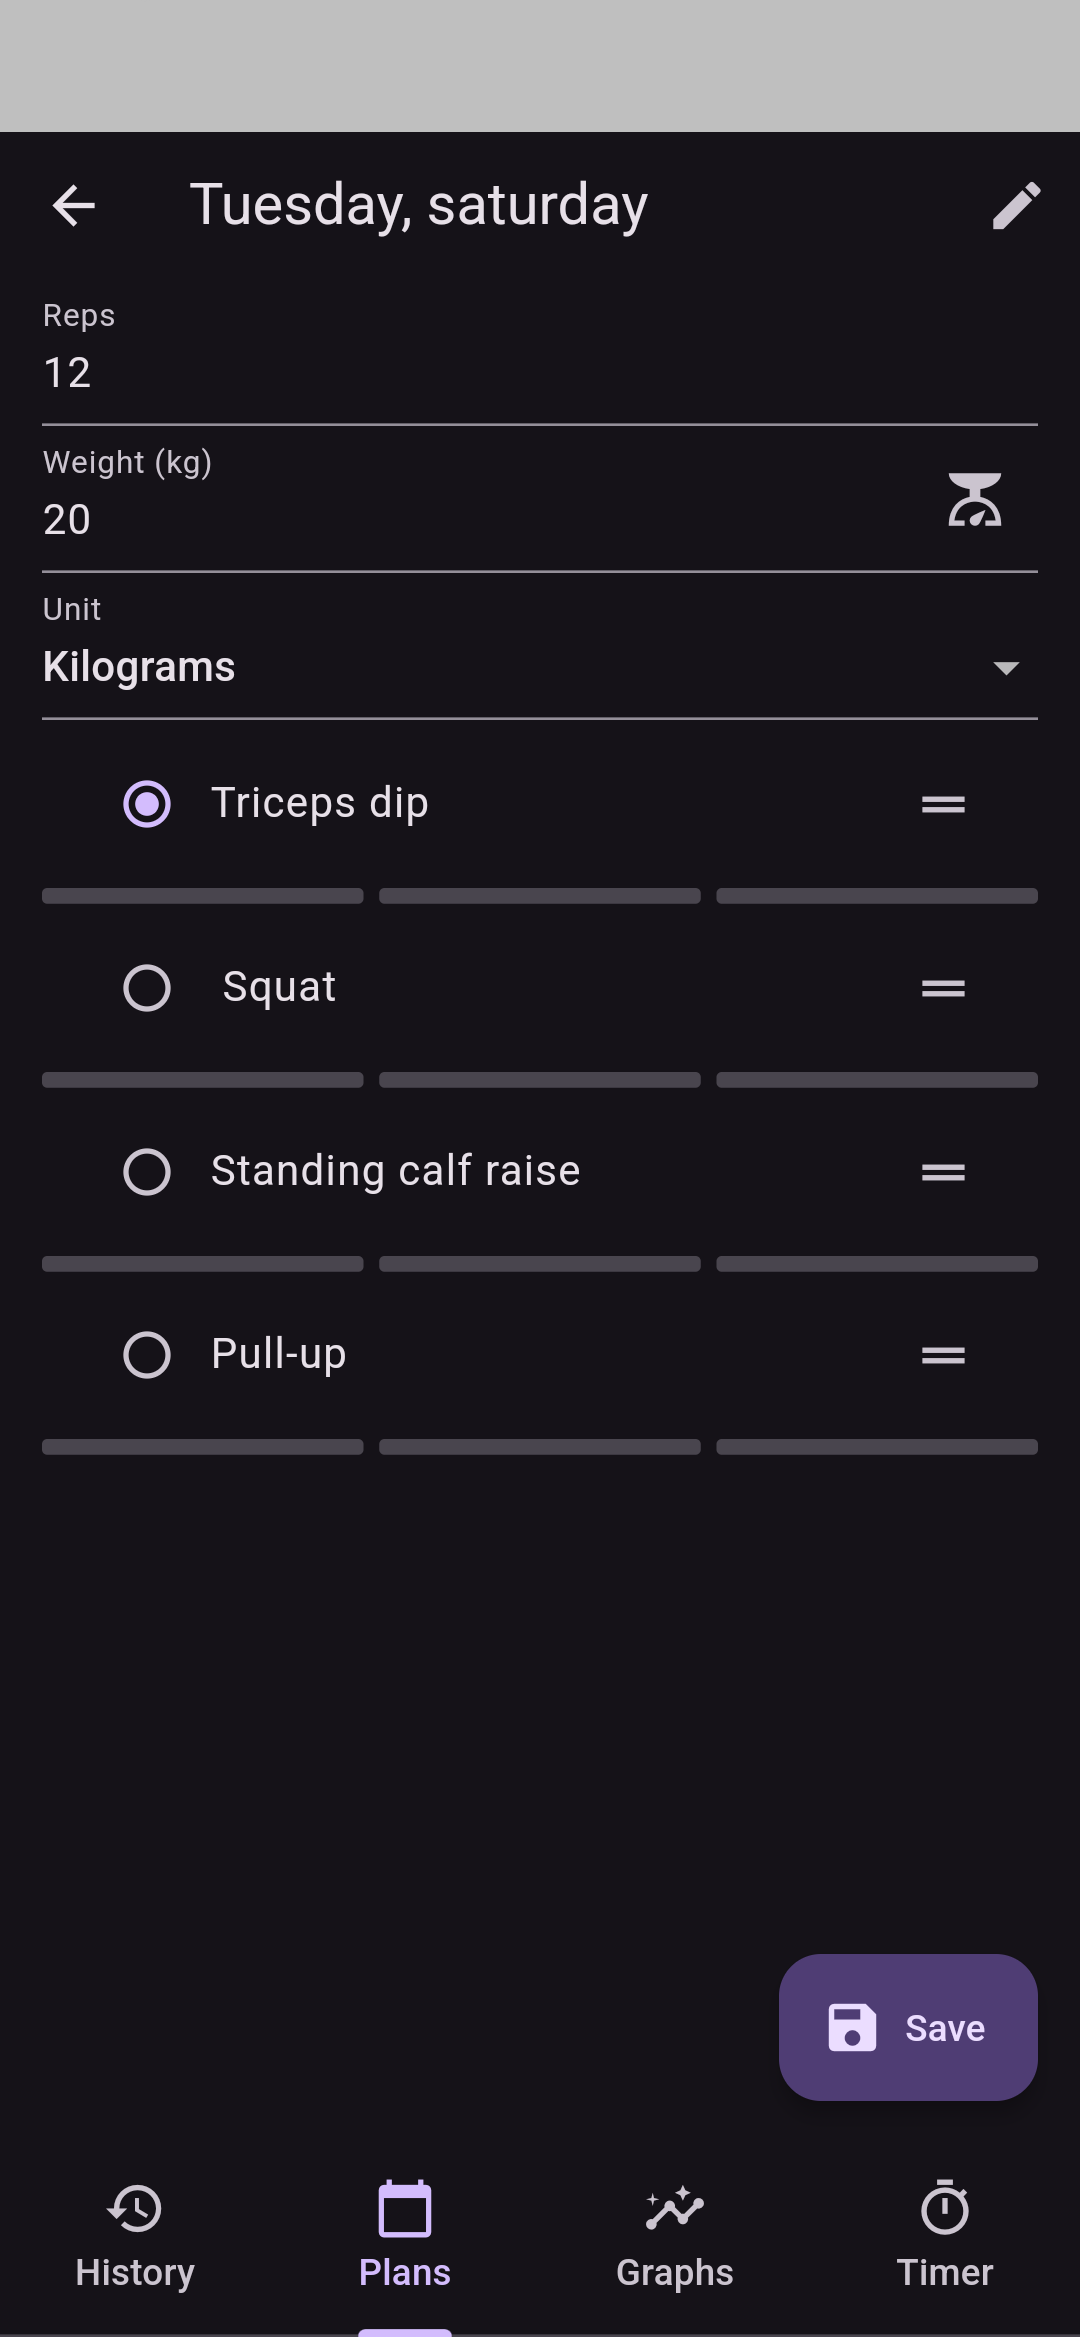 Tuesday, saturday
Reps
12
Weight (kg)
20
Unit
Kilograms
Triceps dip
Squat
Standing calf raise
Pull-up
Save
History
Plans
Graphs
Timer